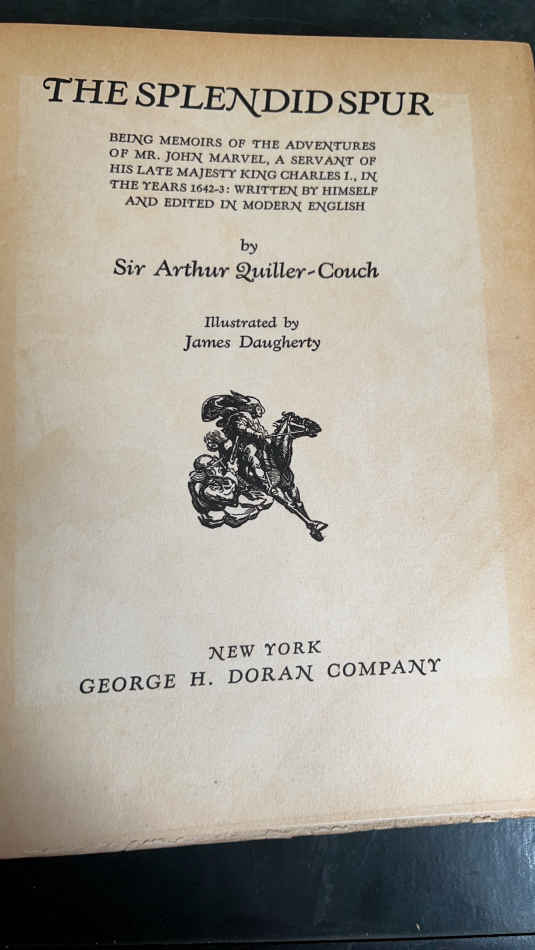 THE SPLENDID SPUR
BEING MEMOIRS OF THE ADVENTURES
OF MR. JOHN MARVEL, A SERVANT OF
HIS LATE MAJESTY KING CHARLES I., IN
THE YEARS 1642-3: WRITTEN BY HIMSELF
AND EDITED IN MODERN ENGLISH
by
Sir Arthur Quiller-Couch
Illustrated by
James Daugherty
NEW YORK
GEORGE H. DORAN COMPANY